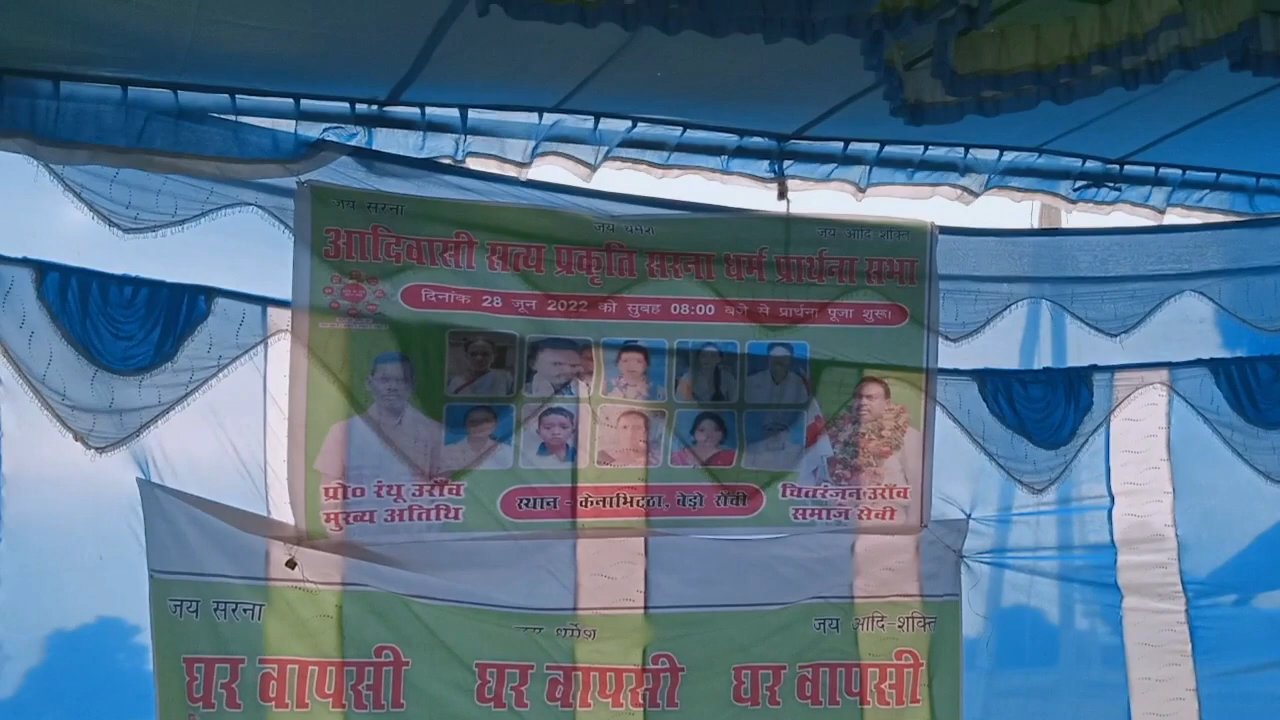 जय सरना
जय धर्मेश
जय आदि शक्ति
आदिवासी सत्य प्रकृति सरना धर्म प्रार्थना सभा
दिनांक 28 जून 2022 को सुबह 08:00 बजे से प्रार्थना पूजा शुरू।
प्रो० रंथू उराँव
मुख्य अतिथि
स्थान - केनाभिटठा, बेड़ो राँची
चितरंजन उराँव
समाज सेवी
जय सरना
धर्मेश
जय आदि-शक्ति
घर वापसी घर वापसी घर वापसी